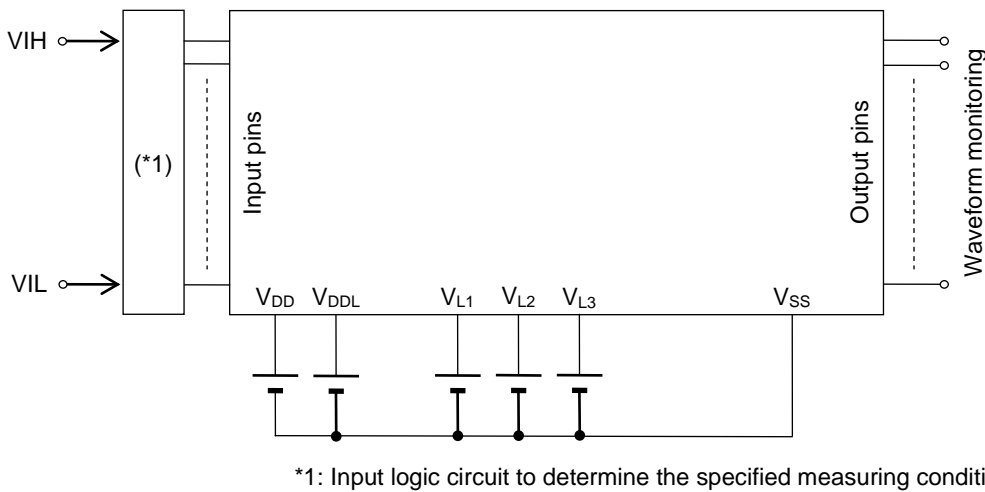 VIH
(*1)
VIL
Input pins
Output pins
Waveform monitoring
VDD VDDL VL1 VL2 VL3 VSS
*1: Input logic circuit to determine the specified measuring conditi